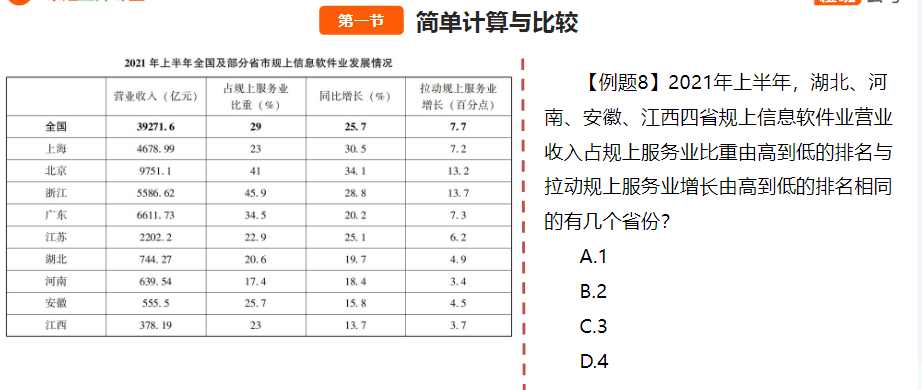 第一节
简单计算与比较
2021年上半年全国及部分省市规上信息软件业发展情况
营业收入（亿元） 占规上服务业比重（%） 同比增长（%） 拉动规上服务业增长（百分点）
全国 39271.6 29 25.7 7.7
上海 4678.99 23 30.5 7.2
北京 9751.1 41 34.1 13.2
浙江 5586.62 45.9 28.8 13.7
广东 6611.73 34.5 20.2 7.3
江苏 2202.2 22.9 25.1 6.2
湖北 744.27 20.6 19.7 4.9
河南 639.54 17.4 18.4 3.4
安徽 555.5 25.7 15.8 4.5
江西 378.19 23 13.7 3.7
【例题8】2021年上半年，湖北、河
南、安徽、江西四省规上信息软件业营业
收入占规上服务业比重由高到低的排名与
拉动规上服务业增长由高到低的排名相同
的有几个省份？
A.1
B.2
C.3
D.4